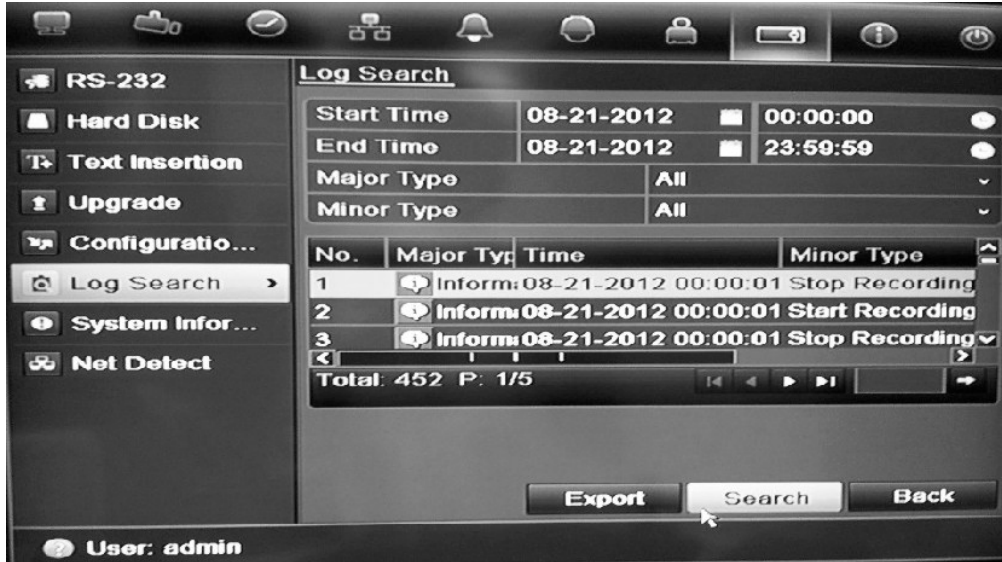 RS-232
Hard Disk
Text Insertion
Upgrade
Configuratio...
Log Search
System Infor...
Net Detect
Log Search
Start Time 08-21-2012 00:00:00
End Time 08-21-2012 23:59:59
Major Type All
Minor Type All
No. Major Typ Time Minor Type
1 Inform 08-21-2012 00:00:01 Stop Recording
2 Inform 08-21-2012 00:00:01 Start Recording
3 Inform 08-21-2012 00:00:01 Stop Recording
Total: 452 P: 1/5
Export Search Back
User: admin